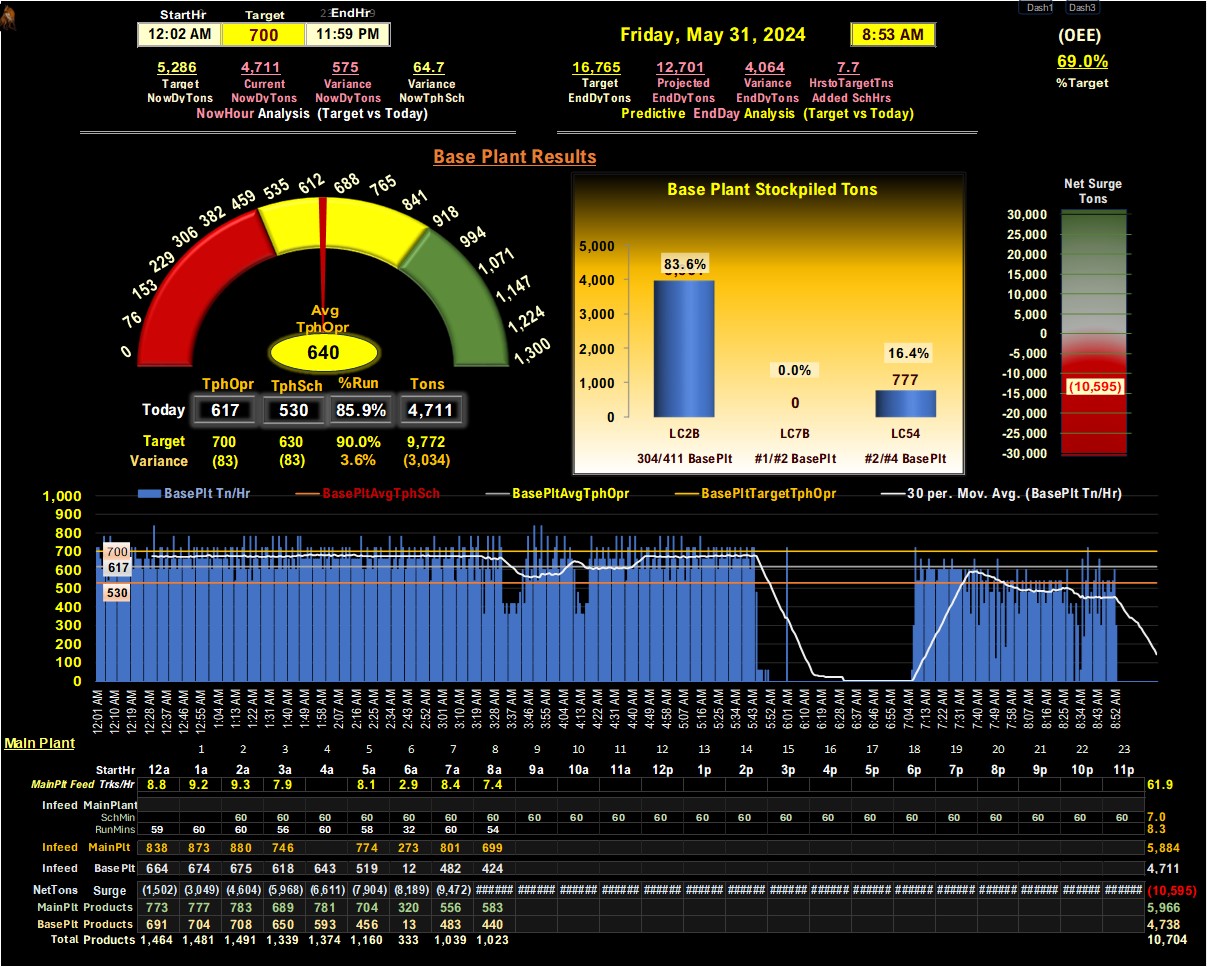 StartHr Target EndHr Dash1 Dash3
12:02 AM 700 11:59 PM Friday, May 31, 2024 8:53 AM (OEE)
69.0%
5,286 4,711 575 64.7 16,765 12,701 4,064 7.7
Target Current Variance Variance Target Projected Variance HrstoTargetTns %Target
NowDyTons NowDyTons NowDyTons NowTphSch EndDyTons EndDyTons EndDyTons Added SchHrs
NowHour Analysis (Target vs Today) Predictive EndDay Analysis (Target vs Today)
Base Plant Results
0 76 153 229 306 382 459 535 612 688 765 841 918 994 1,071 1,147 1,224 1,300
Avg
TphOpr
640
TphOpr TphSch %Run Tons
Today 617 530 85.9% 4,711
Target 700 630 90.0% 9,772
Variance (83) (83) 3.6% (3,034)
Base Plant Stockpiled Tons
5,000
4,000
3,000
2,000
1,000
0
83.6%
0.0% 16.4%
0 777
LC2B LC7B LC54
304/411 BasePlt #1/#2 BasePlt #2/#4 BasePlt
Net Surge
Tons
30,000
25,000
20,000
15,000
10,000
5,000
0
-5,000
-10,000
(10,595)
-15,000
-20,000
-25,000
-30,000
BasePlt Tn/Hr BasePltAvgTphSch BasePltAvgTphOpr BasePltTargetTphOpr 30 per. Mov. Avg. (BasePlt Tn/Hr)
1,000
900
800
700
600
500
400
300
200
100
0
700
617
530
12:01 AM 12:10 AM 12:19 AM 12:28 AM 12:37 AM 12:46 AM 12:55 AM 1:04 AM 1:13 AM 1:22 AM 1:31 AM 1:40 AM 1:49 AM 1:58 AM 2:07 AM 2:16 AM 2:25 AM 2:34 AM 2:43 AM 2:52 AM 3:01 AM 3:10 AM 3:19 AM 3:28 AM 3:37 AM 3:46 AM 3:55 AM 4:04 AM 4:13 AM 4:22 AM 4:31 AM 4:40 AM 4:49 AM 4:58 AM 5:07 AM 5:16 AM 5:25 AM 5:34 AM 5:43 AM 5:52 AM 6:01 AM 6:10 AM 6:19 AM 6:28 AM 6:37 AM 6:46 AM 6:55 AM 7:04 AM 7:13 AM 7:22 AM 7:31 AM 7:40 AM 7:49 AM 7:58 AM 8:07 AM 8:16 AM 8:25 AM 8:34 AM 8:43 AM 8:52 AM
Main Plant
1 2 3 4 5 6 7 8 9 10 11 12 13 14 15 16 17 18 19 20 21 22 23
StartHr 12a 1a 2a 3a 4a 5a 6a 7a 8a 9a 10a 11a 12p 1p 2p 3p 4p 5p 6p 7p 8p 9p 10p 11p
MainPlt Feed Trks/Hr 8.8 9.2 9.3 7.9 8.1 2.9 8.4 7.4 61.9
Infeed MainPlant
SchMin 60 60 60 60 60 60 60 60 60 60 60 60 60 60 60 60 60 60 60 60 60 60 7.0
RunMins 59 60 60 56 60 58 32 60 54 8.3
Infeed MainPlt 838 873 880 746 774 273 801 699 5,884
Infeed Base Plt 664 674 675 618 643 519 12 482 424 4,711
NetTons Surge (1,502) (3,049) (4,604) (5,968) (6,611) (7,904) (8,189) (9,472) ###### ###### ###### ###### ###### ###### ###### ###### ###### ###### ###### ###### ###### ###### ###### ###### (10,595)
MainPlt Products 773 777 783 689 781 704 320 556 583 5,966
BasePlt Products 691 704 708 650 593 456 13 483 440 4,738
Total Products 1,464 1,481 1,491 1,339 1,374 1,160 333 1,039 1,023 10,704